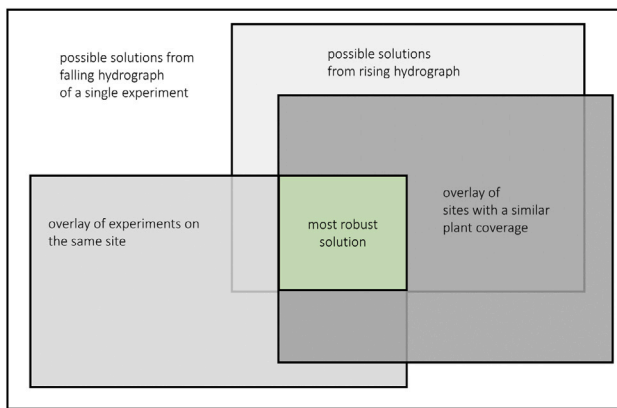 possible solutions from
falling hydrograph
of a single experiment
possible solutions
from rising hydrograph
overlay of experiments on
the same site
most robust
solution
overlay of
sites with a similar
plant coverage